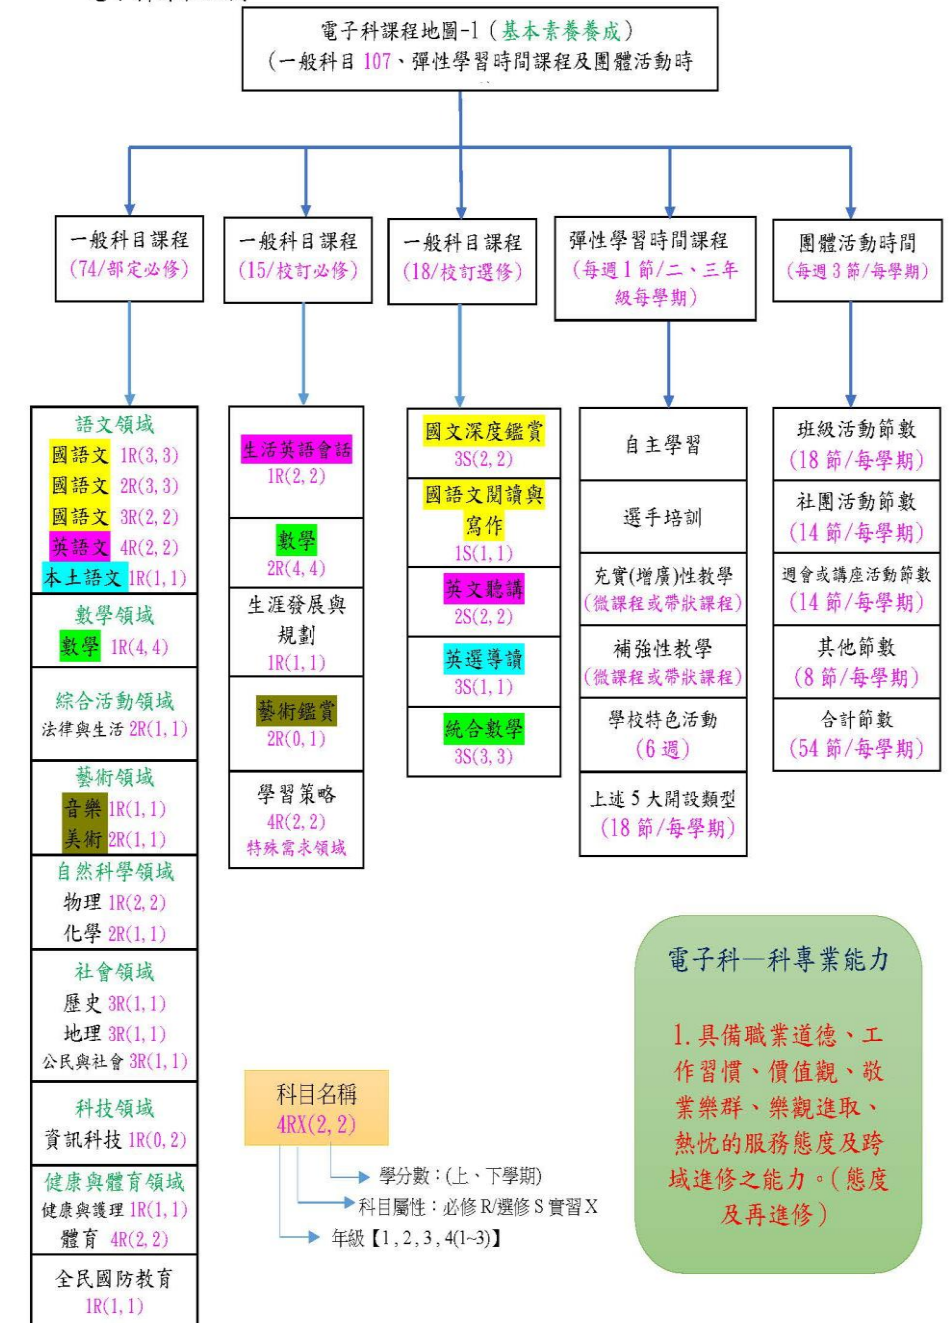 電子科課程地圖-1（基本素養養成）
(一般科目 107、彈性學習時間課程及團體活動時
一般科目課程
(74/部定必修)
一般科目課程
(15/校訂必修)
一般科目課程
(18/校訂選修)
彈性學習時間課程
(每週 1 節/二、三年
級每學期)
團體活動時間
(每週 3 節/每學期)
語文領域
國語文 1R(3,3)
國語文 2R(3,3)
國語文 3R(2,2)
英語文 4R(2,2)
本土語文 1R(1,1)
數學領域
數學 1R(4,4)
綜合活動領域
法律與生活 2R(1,1)
藝術領域
音樂 1R(1,1)
美術 2R(1,1)
自然科學領域
物理 1R(2,2)
化學 2R(1,1)
社會領域
歷史 3R(1,1)
地理 3R(1,1)
公民與社會 3R(1,1)
科技領域
資訊科技 1R(0,2)
健康與體育領域
健康與護理 1R(1,1)
體育 4R(2,2)
全民國防教育
1R(1,1)
生活英語會話
1R(2,2)
數學
2R(4,4)
生涯發展與
規劃
1R(1,1)
藝術鑑賞
2R(0,1)
學習策略
4R(2,2)
特殊需求領域
國文深度鑑賞
3S(2,2)
國語文閱讀與
寫作
1S(1,1)
英文聽講
2S(2,2)
英選導讀
3S(1,1)
統合數學
3S(3,3)
自主學習
選手培訓
充實(增廣)性教學
(微課程或帶狀課程)
補強性教學
(微課程或帶狀課程)
學校特色活動
(6 週)
上述 5 大開設類型
(18 節/每學期)
班級活動節數
(18 節/每學期)
社團活動節數
(14 節/每學期)
週會或講座活動節數
(14 節/每學期)
其他節數
(8 節/每學期)
合計節數
(54 節/每學期)
科目名稱
4RX(2,2)
學分數：(上、下學期)
科目屬性：必修 R/選修 S 實習 X
年級【1,2,3,4(1~3)】
電子科—科專業能力
1.具備職業道德、工
作習慣、價值觀、敬
業樂群、樂觀進取、
熱忱的服務態度及跨
域進修之能力。(態度
及再進修)